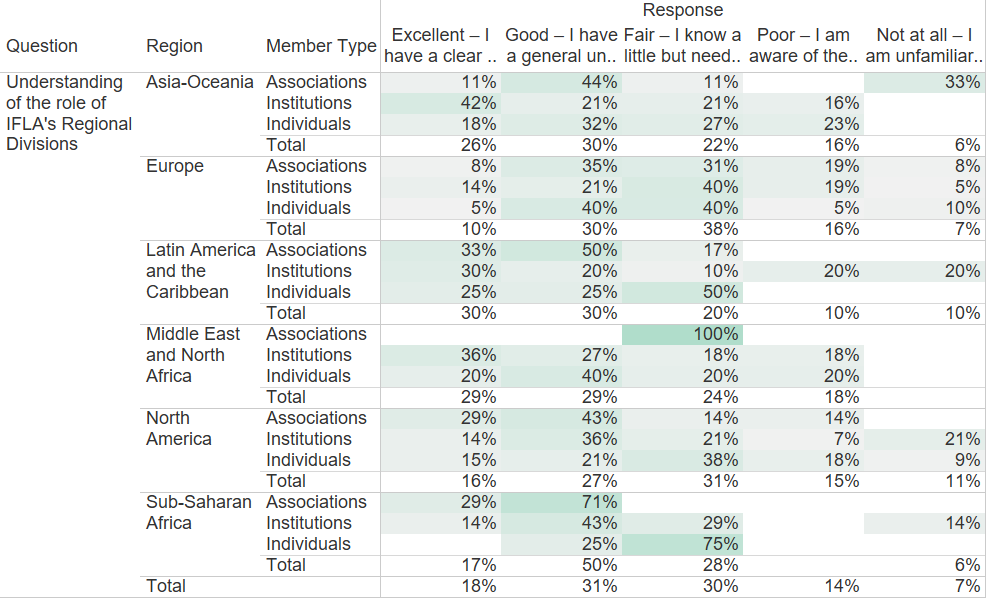 Response
Question Region Member Type Excellent – I have a clear .. Good – I have a general un.. Fair – I know a little but need.. Poor – I am aware of the.. Not at all – I am unfamiliar..
Understanding of the role of IFLA's Regional Divisions
Asia-Oceania Associations 11% 44% 11% 33%
Institutions 42% 21% 21% 16%
Individuals 18% 32% 27% 23%
Total 26% 30% 22% 16% 6%
Europe Associations 8% 35% 31% 19% 8%
Institutions 14% 21% 40% 19% 5%
Individuals 5% 40% 40% 5% 10%
Total 10% 30% 38% 16% 7%
Latin America and the Caribbean Associations 33% 50% 17%
Institutions 30% 20% 10% 20% 20%
Individuals 25% 25% 50%
Total 30% 30% 20% 10% 10%
Middle East and North Africa Associations 100%
Institutions 36% 27% 18% 18%
Individuals 20% 40% 20% 20%
Total 29% 29% 24% 18%
North America Associations 29% 43% 14% 14%
Institutions 14% 36% 21% 7% 21%
Individuals 15% 21% 38% 18% 9%
Total 16% 27% 31% 15% 11%
Sub-Saharan Africa Associations 29% 71%
Institutions 14% 43% 29% 14%
Individuals 25% 75%
Total 17% 50% 28% 6%
Total 18% 31% 30% 14% 7%